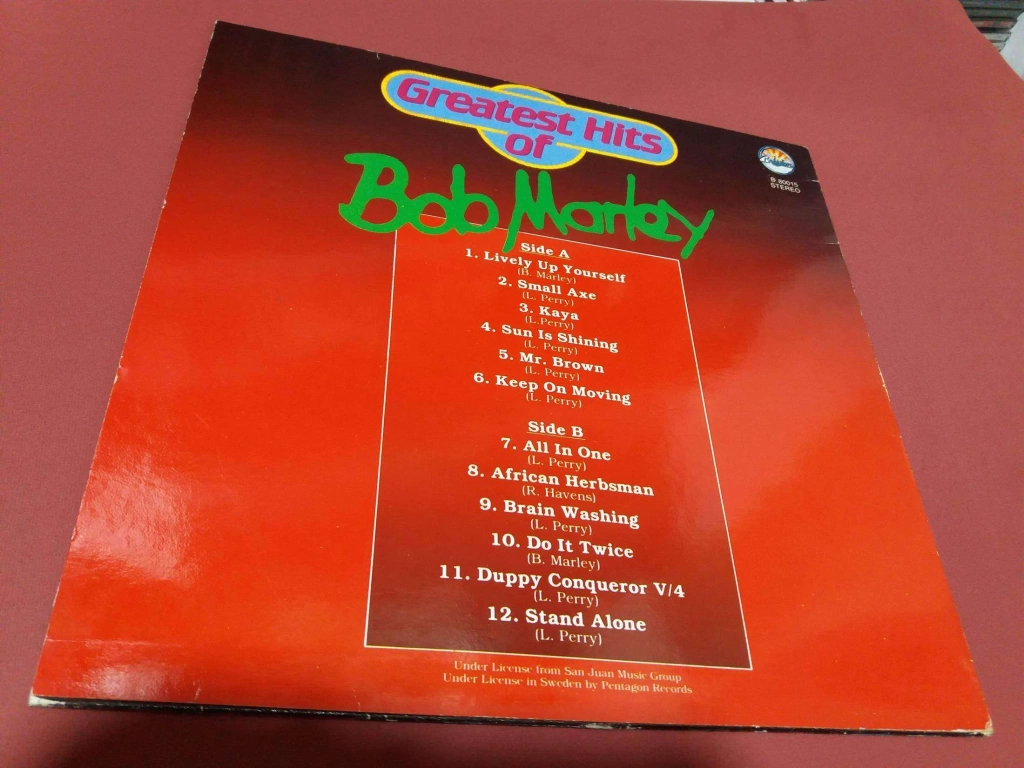 Greatest Hits
of
Bob Marley
B 80015
STEREO
Side A
1. Lively Up Yourself
(B. Marley)
2. Small Axe
(L. Perry)
3. Kaya
(L.Perry)
4. Sun Is Shining
(L. Perry)
5. Mr. Brown
(L. Perry)
6. Keep On Moving
(L. Perry)
Side B
7. All In One
(L. Perry)
8. African Herbsman
(R. Havens)
9. Brain Washing
(L. Perry)
10. Do It Twice
(B. Marley)
11. Duppy Conqueror V/4
(L. Perry)
12. Stand Alone
(L. Perry)
Under License from San Juan Music Group
Under License in Sweden by Pentagon Records